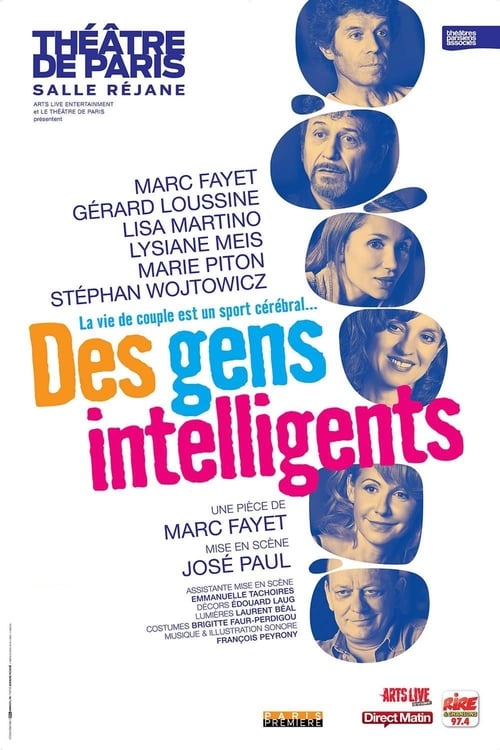 THÉÂTRE
DE PARIS
SALLE RÉJANE
ARTS LIVE ENTERTAINMENT
et LE THÉÂTRE DE PARIS
présentent
théâtres
parisiens
associés
MARC FAYET
GÉRARD LOUSSINE
LISA MARTINO
LYSIANE MEIS
MARIE PITON
STÉPHAN WOJTOWICZ
La vie de couple est un sport cérébral...
Des gens
intelligents
UNE PIÈCE DE
MARC FAYET
MISE EN SCÈNE
JOSÉ PAUL
ASSISTANTE MISE EN SCÈNE
EMMANUELLE TACHOIRES
DÉCORS ÉDOUARD LAUG
LUMIÈRES LAURENT BÉAL
COSTUMES BRIGITTE FAUR-PERDIGOU
MUSIQUE & ILLUSTRATION SONORE
FRANÇOIS PEYRONY
PARIS
PREMIÈRE
ARTS LIVE
Direct Matin
RIRE
& CHANSONS
97.4